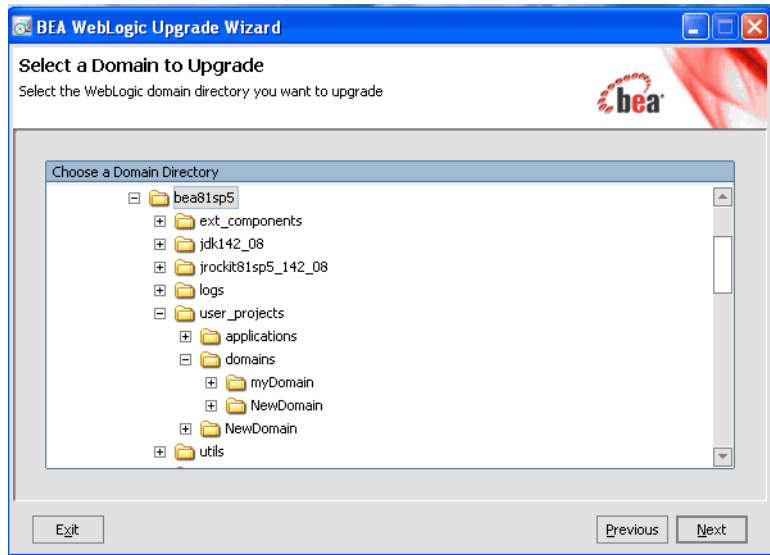 BEA WebLogic Upgrade Wizard
Select a Domain to Upgrade
Select the WebLogic domain directory you want to upgrade
bea
Choose a Domain Directory
bea81sp5
ext_components
jdk142_08
jrockit81sp5_142_08
logs
user_projects
applications
domains
myDomain
NewDomain
NewDomain
utils
Exit
Previous
Next